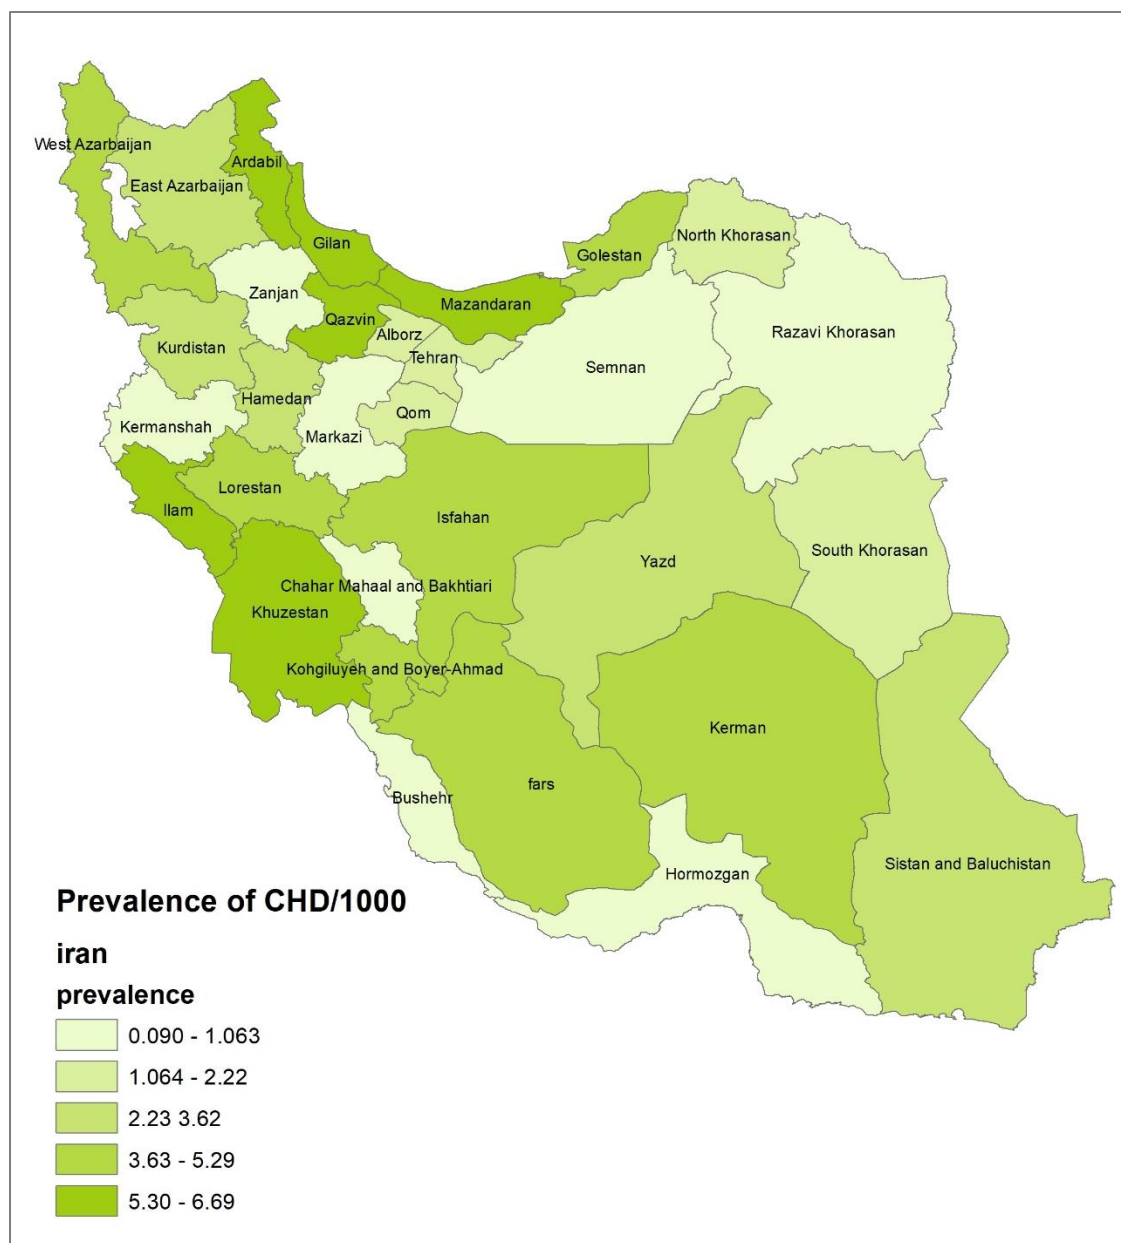 West Azarbaijan
East Azarbaijan
Ardabil
Gilan
North Khorasan
Golestan
Zanjan
Mazandaran
Qazvin
Razavi Khorasan
Alborz
Kurdistan
Tehran
Semnan
Hamedan
Qom
Kermanshah
Markazi
Lorestan
Ilam
Isfahan
South Khorasan
Yazd
Chahar Mahaal and Bakhtiari
Khuzestan
Kohgiluyeh and Boyer-Ahmad
Kerman
fars
Bushehr
Sistan and Baluchistan
Hormozgan
Prevalence of CHD/1000
iran
prevalence
0.090 - 1.063
1.064 - 2.22
2.23 3.62
3.63 - 5.29
5.30 - 6.69